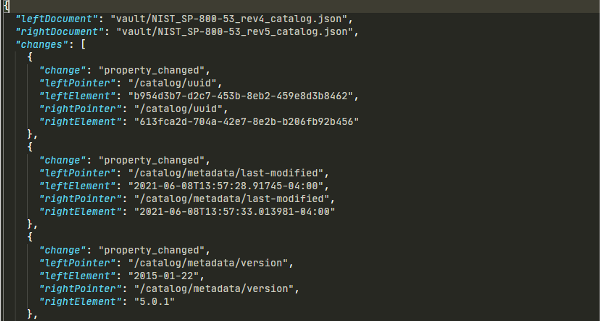 {
"leftDocument": "vault/NIST_SP-800-53_rev4_catalog.json",
"rightDocument": "vault/NIST_SP-800-53_rev5_catalog.json",
"changes": [
{
"change": "property_changed",
"leftPointer": "/catalog/uuid",
"leftElement": "b954d3b7-d2c7-453b-8eb2-459e8d3b8462",
"rightPointer": "/catalog/uuid",
"rightElement": "613fca2d-704a-42e7-8e2b-b206fb92b456"
},
{
"change": "property_changed",
"leftPointer": "/catalog/metadata/last-modified",
"leftElement": "2021-06-08T13:57:28.91745-04:00",
"rightPointer": "/catalog/metadata/last-modified",
"rightElement": "2021-06-08T13:57:33.013981-04:00"
},
{
"change": "property_changed",
"leftPointer": "/catalog/metadata/version",
"leftElement": "2015-01-22",
"rightPointer": "/catalog/metadata/version",
"rightElement": "5.0.1"